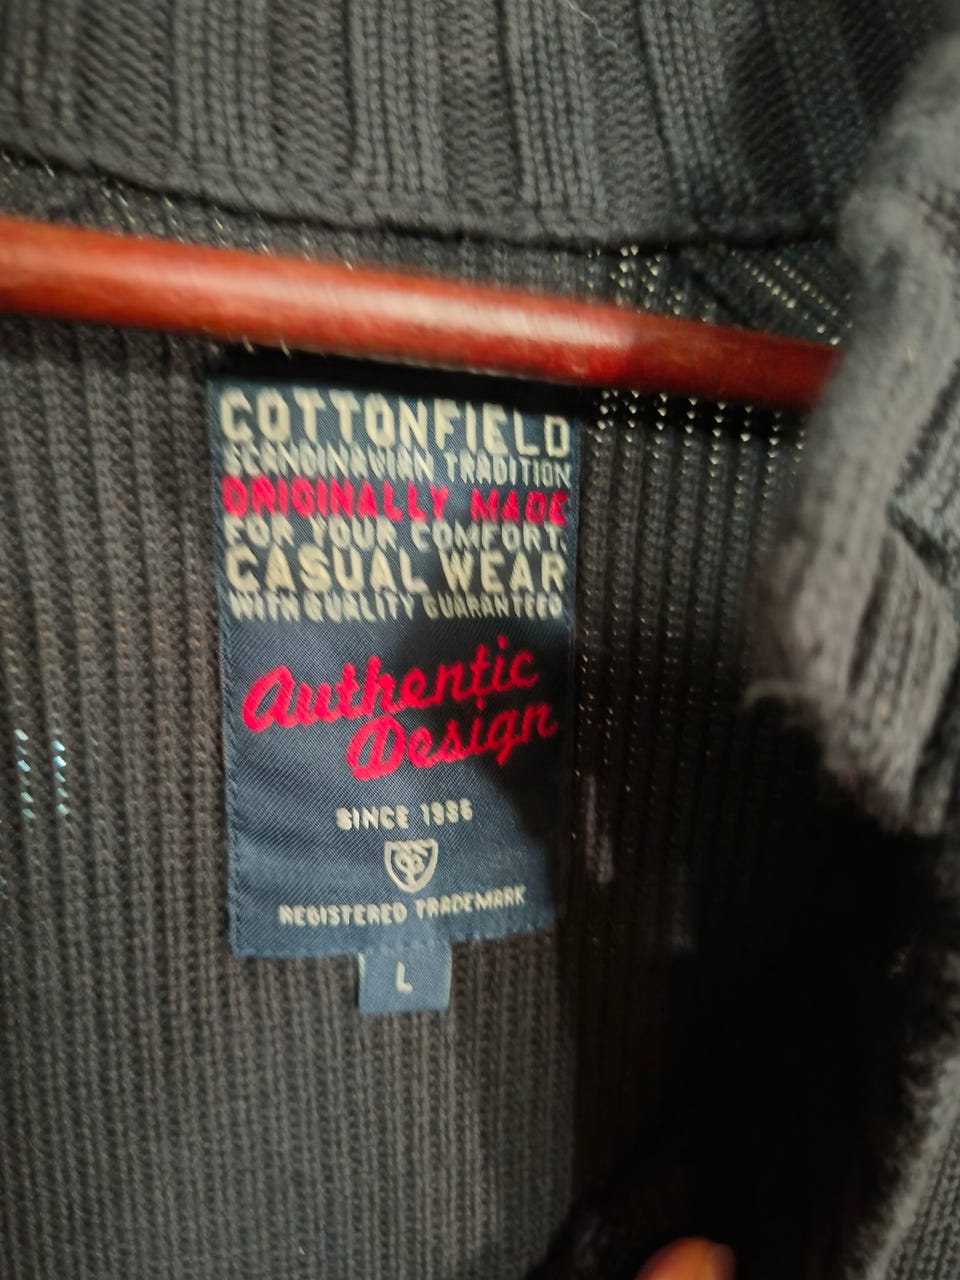 COTTONFIELD
SCANDINAVIAN TRADITION
ORIGINALLY MADE
FOR YOUR COMFORT.
CASUAL WEAR
WITH QUALITY GUARANTEED
Authentic
Design
SINCE 1986
REGISTERED TRADEMARK
L